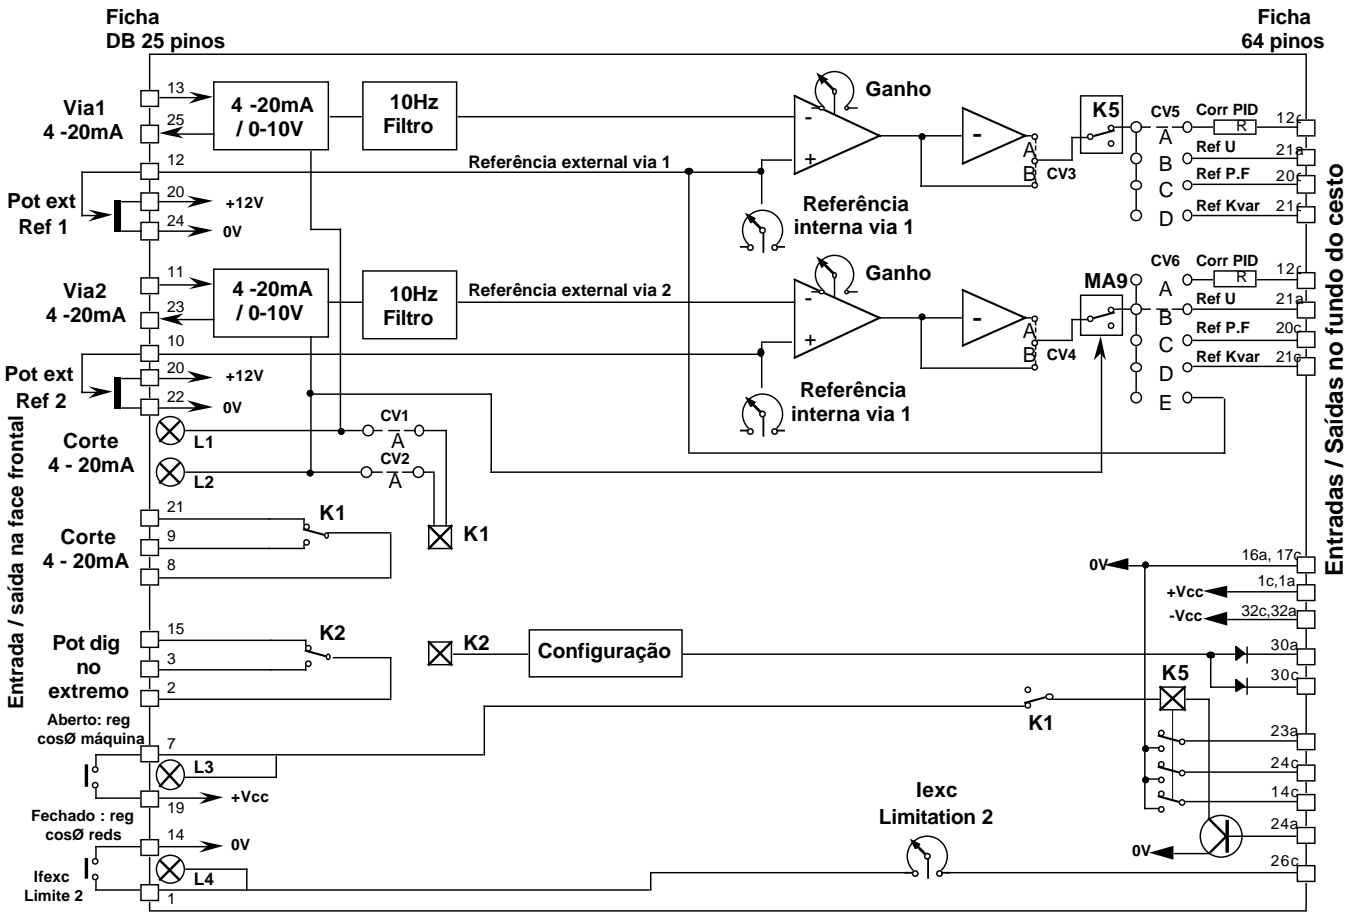 Ficha
DB 25 pinos
Ficha
64 pinos
Via1
4 -20mA
13
25
4 -20mA
/ 0-10V
10Hz
Filtro
Ganho
-
+
-
A
B
CV3
K5
CV5
A
B
C
D
Corr PID
R
Ref U
Ref P.F
Ref Kvar
12c
21a
20c
21c
12
Referência external via 1
Pot ext
Ref 1
20
+12V
24
0V
Referência
interna via 1
Via2
4 -20mA
11
23
4 -20mA
/ 0-10V
10Hz
Filtro
Referência external via 2
Ganho
-
+
-
A
B
CV4
MA9
CV6
A
B
C
D
E
Corr PID
R
Ref U
Ref P.F
Ref Kvar
12c
21a
20c
21c
10
Pot ext
Ref 2
20
+12V
22
0V
Referência
interna via 1
Corte
4 - 20mA
L1
L2
CV1
A
CV2
A
K1
Corte
4 - 20mA
21
9
8
K1
Pot dig
no
extremo
15
3
2
K2
K2
Configuração
0V
16a, 17c
+Vcc
1c,1a
-Vcc
32c,32a
30a
30c
K5
K1
23a
24c
14c
24a
0V
26c
Aberto: reg
cosØ máquina
7
L3
+Vcc
19
Fechado : reg
cosØ reds
14
0V
L4
Ifexc
Limite 2
1
Iexc
Limitation 2
Entrada / saída na face frontal
Entradas / Saídas no fundo do cesto